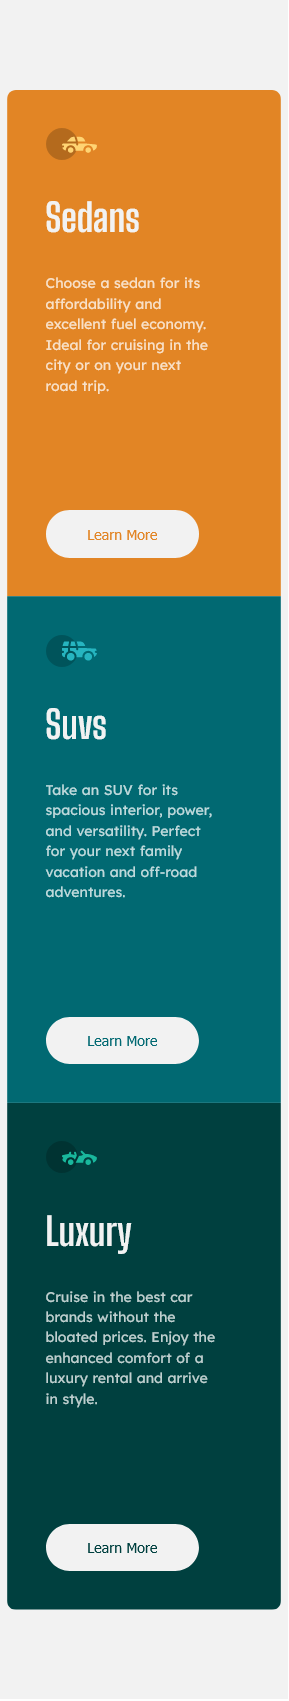 Sedans
Choose a sedan for its
affordability and
excellent fuel economy.
Ideal for cruising in the
city or on your next
road trip.
Learn More
Suvs
Take an SUV for its
spacious interior, power,
and versatility. Perfect
for your next family
vacation and off-road
adventures.
Learn More
Luxury
Cruise in the best car
brands without the
bloated prices. Enjoy the
enhanced comfort of a
luxury rental and arrive
in style.
Learn More